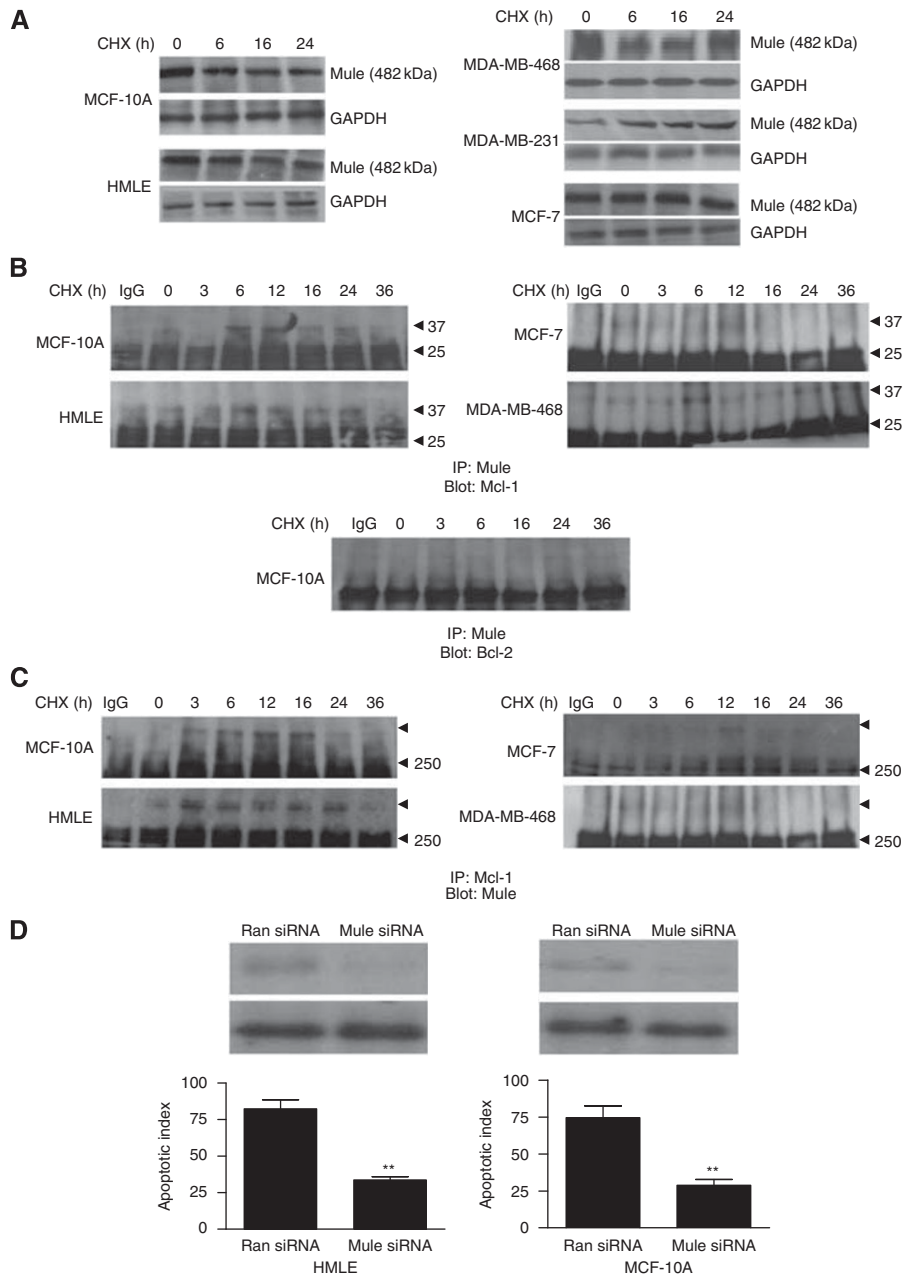 A
CHX (h) 0 6 16 24
MCF-10A
Mule (482 kDa)
GAPDH
HMLE
Mule (482 kDa)
GAPDH
CHX (h) 0 6 16 24
MDA-MB-468
Mule (482 kDa)
GAPDH
MDA-MB-231
Mule (482 kDa)
GAPDH
MCF-7
Mule (482 kDa)
GAPDH
B
CHX (h) IgG 0 3 6 12 16 24 36
MCF-10A
◄ 37
◄ 25
HMLE
◄ 37
◄ 25
CHX (h) IgG 0 3 6 12 16 24 36
MCF-7
◄ 37
◄ 25
MDA-MB-468
◄ 37
◄ 25
IP: Mule
Blot: Mcl-1
CHX (h) IgG 0 3 6 16 24 36
MCF-10A
IP: Mule
Blot: Bcl-2
C
CHX (h) IgG 0 3 6 12 16 24 36
MCF-10A
◄ 250
HMLE
◄ 250
CHX (h) IgG 0 3 6 12 16 24 36
MCF-7
◄ 250
MDA-MB-468
◄ 250
IP: Mcl-1
Blot: Mule
D
Ran siRNA Mule siRNA
Apoptotic index
100
75
50
25
0
**
Ran siRNA Mule siRNA
HMLE
Ran siRNA Mule siRNA
Apoptotic index
100
75
50
25
0
**
Ran siRNA Mule siRNA
MCF-10A